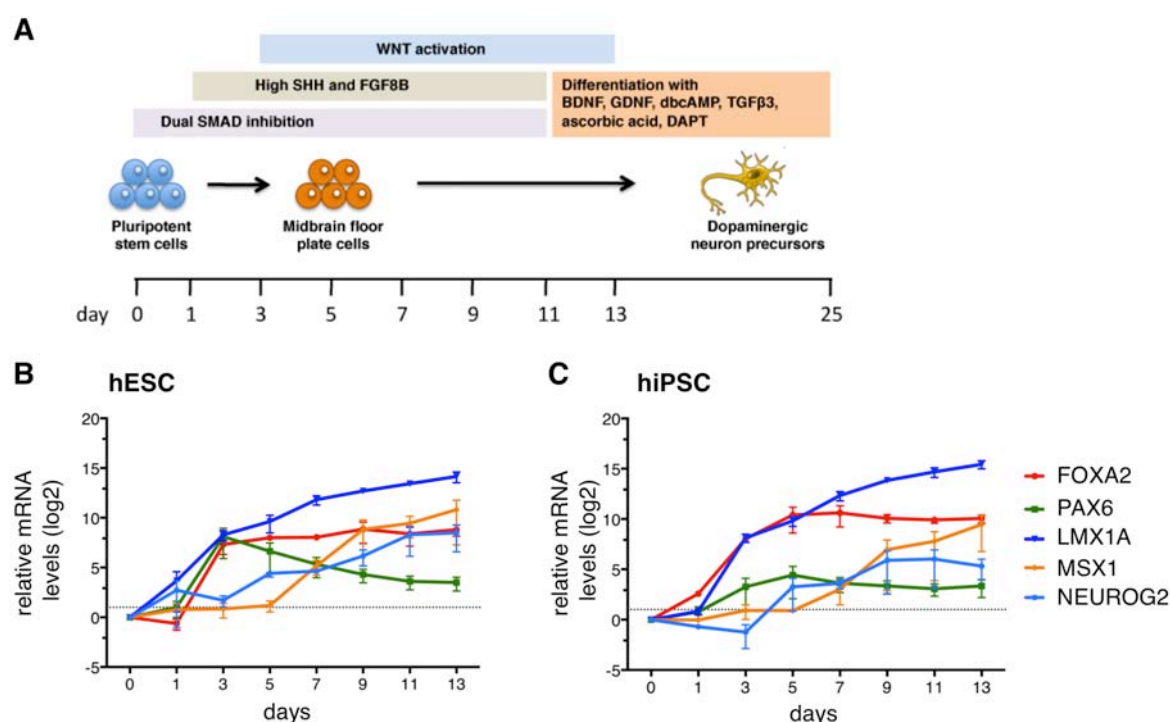 A
WNT activation
High SHH and FGF8B
Differentiation with
BDNF, GDNF, dbcAMP, TGFβ3,
ascorbic acid, DAPT
Dual SMAD inhibition
Pluripotent
stem cells
Midbrain floor
plate cells
Dopaminergic
neuron precursors
day 0 1 3 5 7 9 11 13 25
B hESC
relative mRNA
levels (log2)
20
15
10
5
0
-5
0 1 3 5 7 9 11 13
days
C hiPSC
relative mRNA
levels (log2)
20
15
10
5
0
-5
0 1 3 5 7 9 11 13
days
FOXA2
PAX6
LMX1A
MSX1
NEUROG2